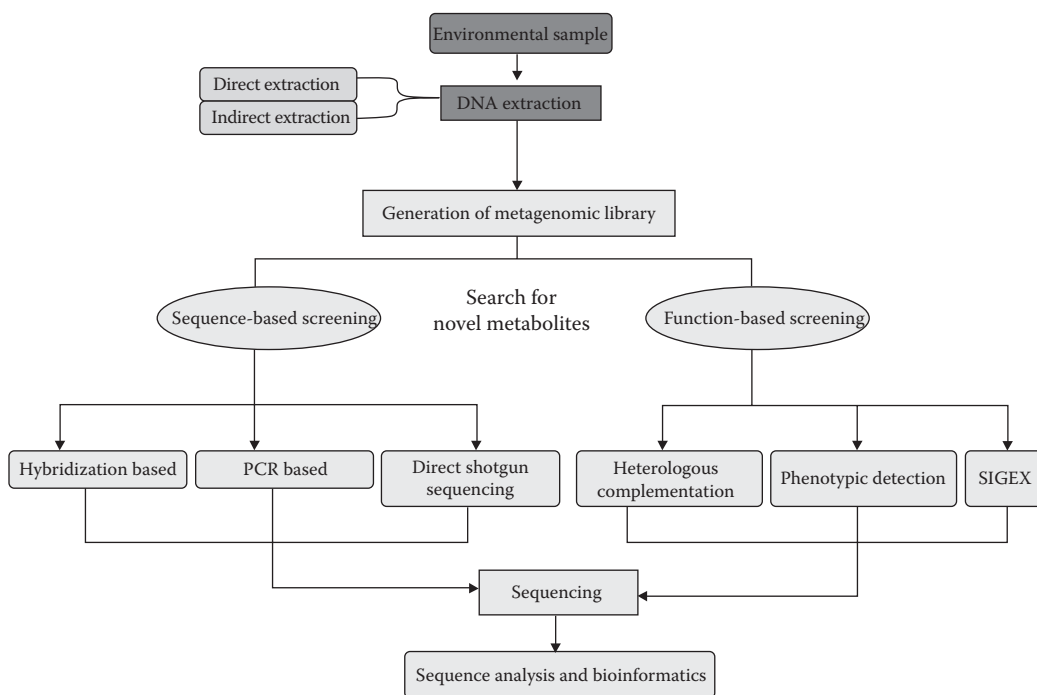 Environmental sample
Direct extraction
DNA extraction
Indirect extraction
Generation of metagenomic library
Search for
novel metabolites
Sequence-based screening
Function-based screening
Hybridization based
PCR based
Direct shotgun
sequencing
Heterologous
complementation
Phenotypic detection
SIGEX
Sequencing
Sequence analysis and bioinformatics